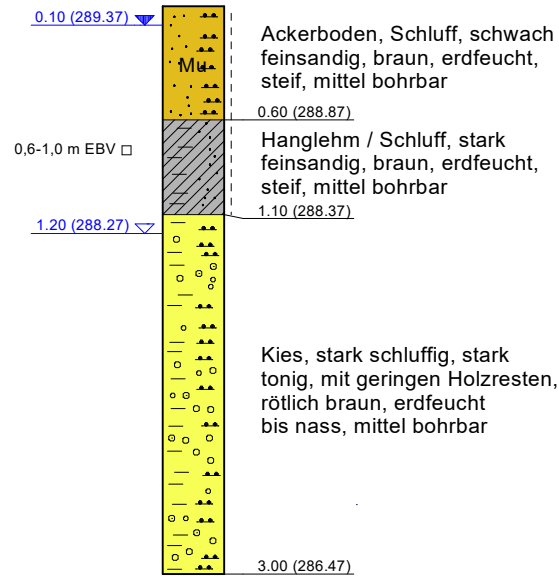 0.10 (289.37)
Mu
Ackerboden, Schluff, schwach
feinsandig, braun, erdfeucht,
steif, mittel bohrbar
0.60 (288.87)
0,6-1,0 m EBV
Hanglehm / Schluff, stark
feinsandig, braun, erdfeucht,
steif, mittel bohrbar
1.10 (288.37)
1.20 (288.27)
Kies, stark schluffig, stark
tonig, mit geringen Holzresten,
rötlich braun, erdfeucht
bis nass, mittel bohrbar
3.00 (286.47)